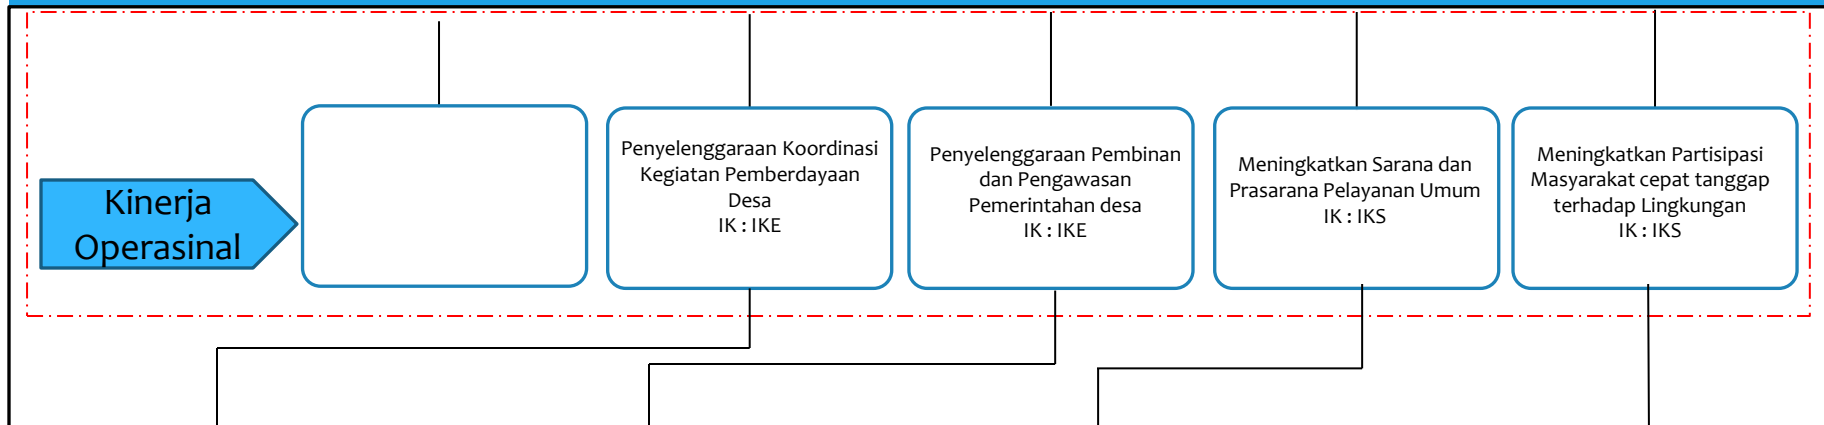 Kinerja
Operasinal
Penyelenggaraan Koordinasi
Kegiatan Pemberdayaan
Desa
IK : IKE
Penyelenggaraan Pembinan
dan Pengawasan
Pemerintahan desa
IK : IKE
Meningkatkan Sarana dan
Prasarana Pelayanan Umum
IK : IKS
Meningkatkan Partisipasi
Masyarakat cepat tanggap
terhadap Lingkungan
IK : IKS